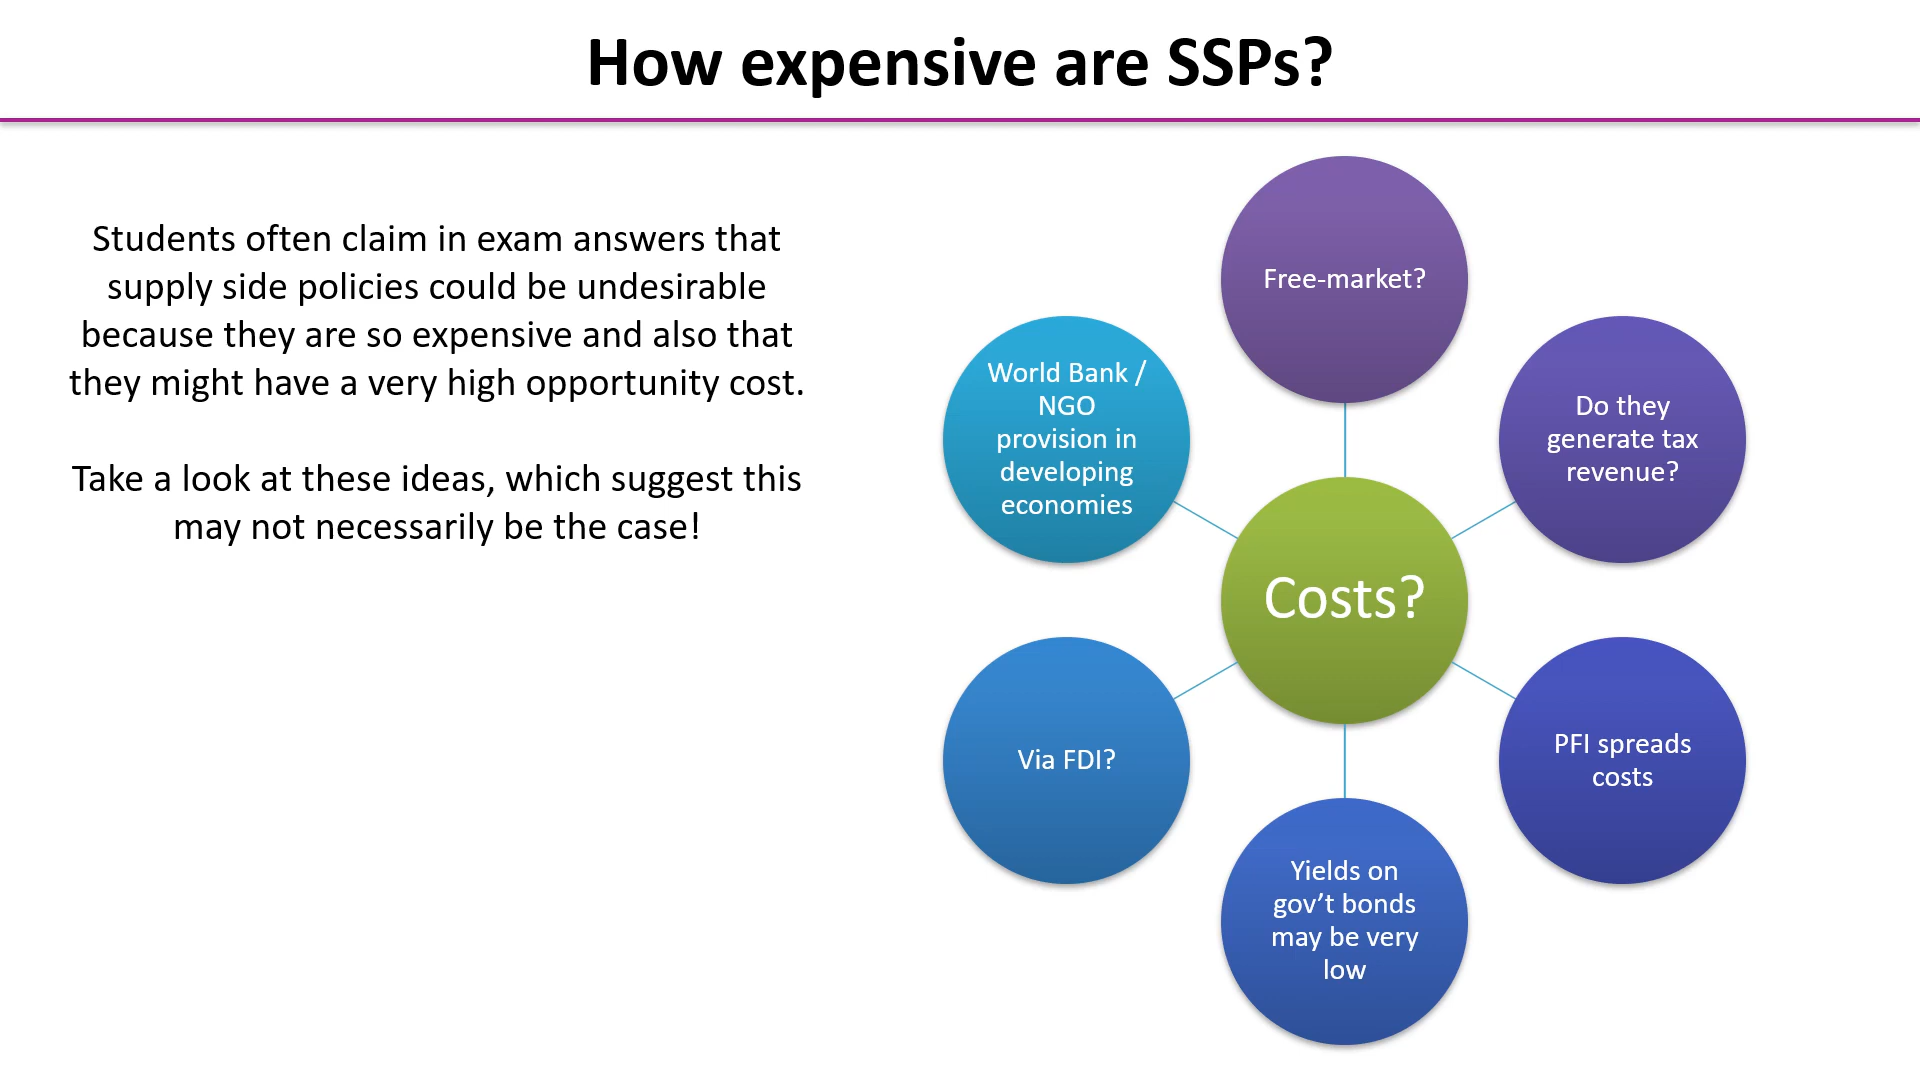 How expensive are SSPs?
Students often claim in exam answers that
supply side policies could be undesirable
because they are so expensive and also that
they might have a very high opportunity cost.
Take a look at these ideas, which suggest this
may not necessarily be the case!
Free-market?
Do they
generate tax
revenue?
PFI spreads
costs
Yields on
gov’t bonds
may be very
low
Via FDI?
World Bank /
NGO
provision in
developing
economies
Costs?